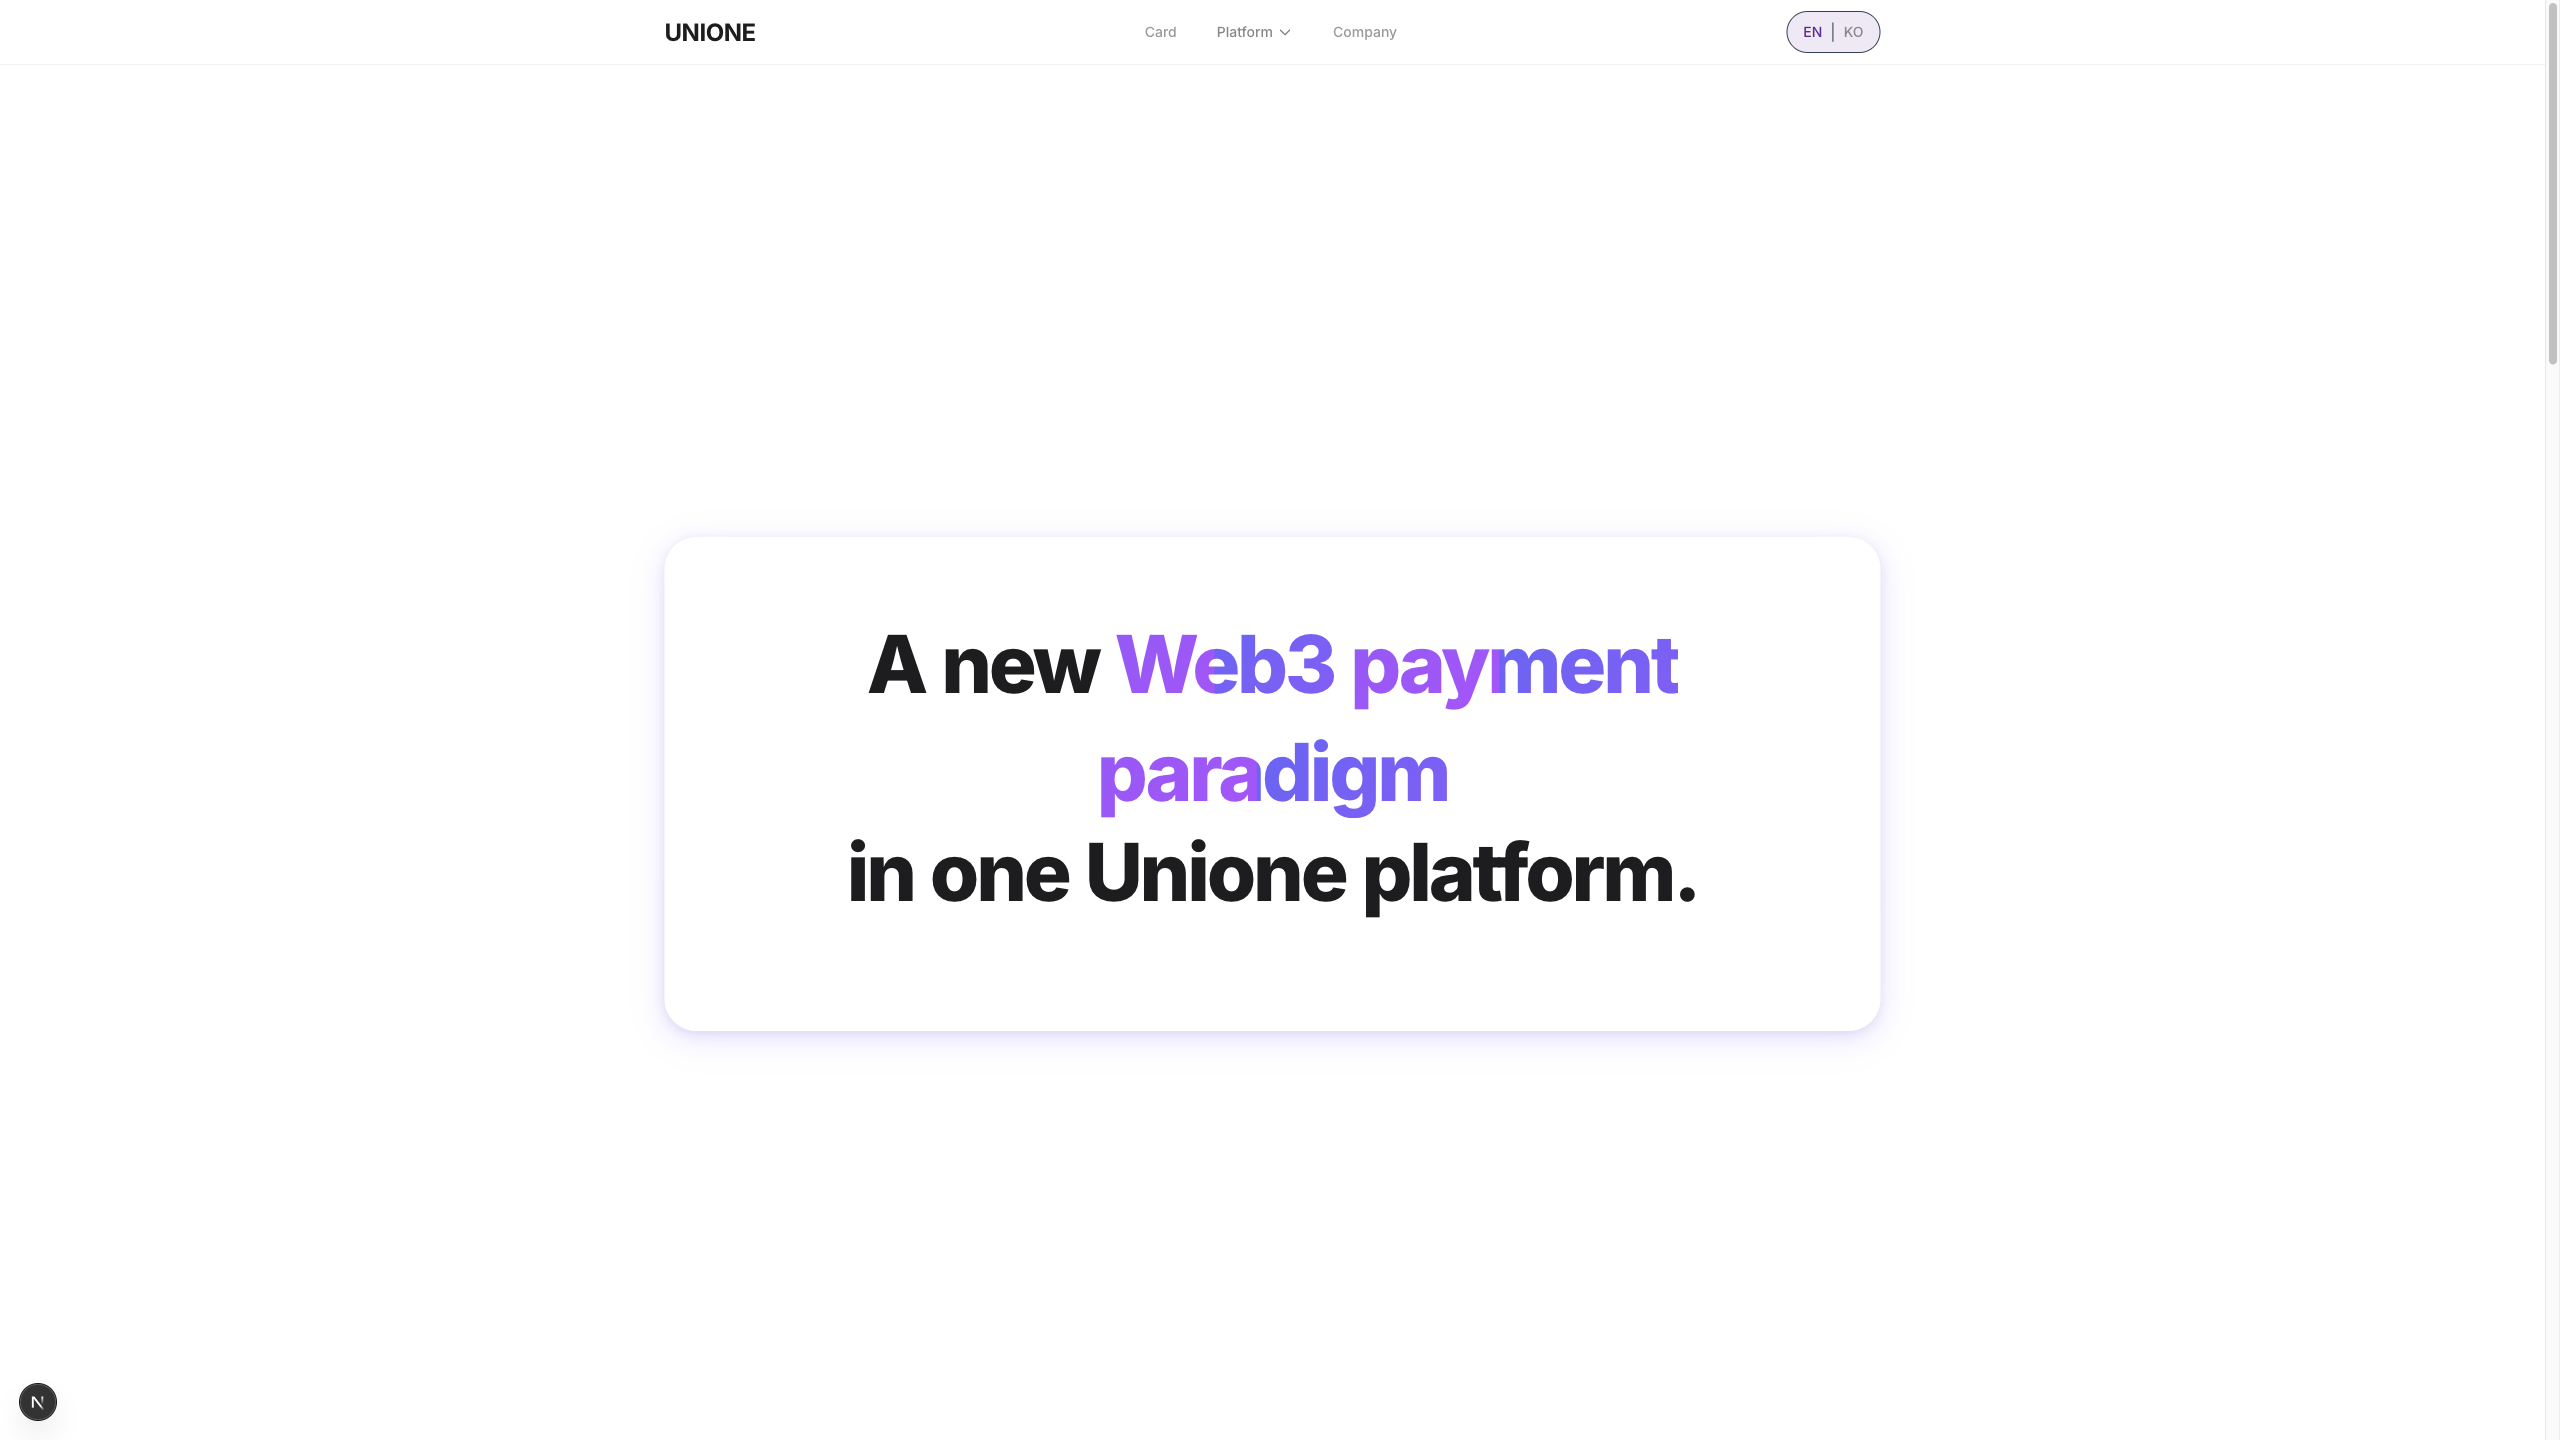 UNIONE
Card
Platform
Company
EN | KO
A new Web3 payment
paradigm
in one Unione platform.
N